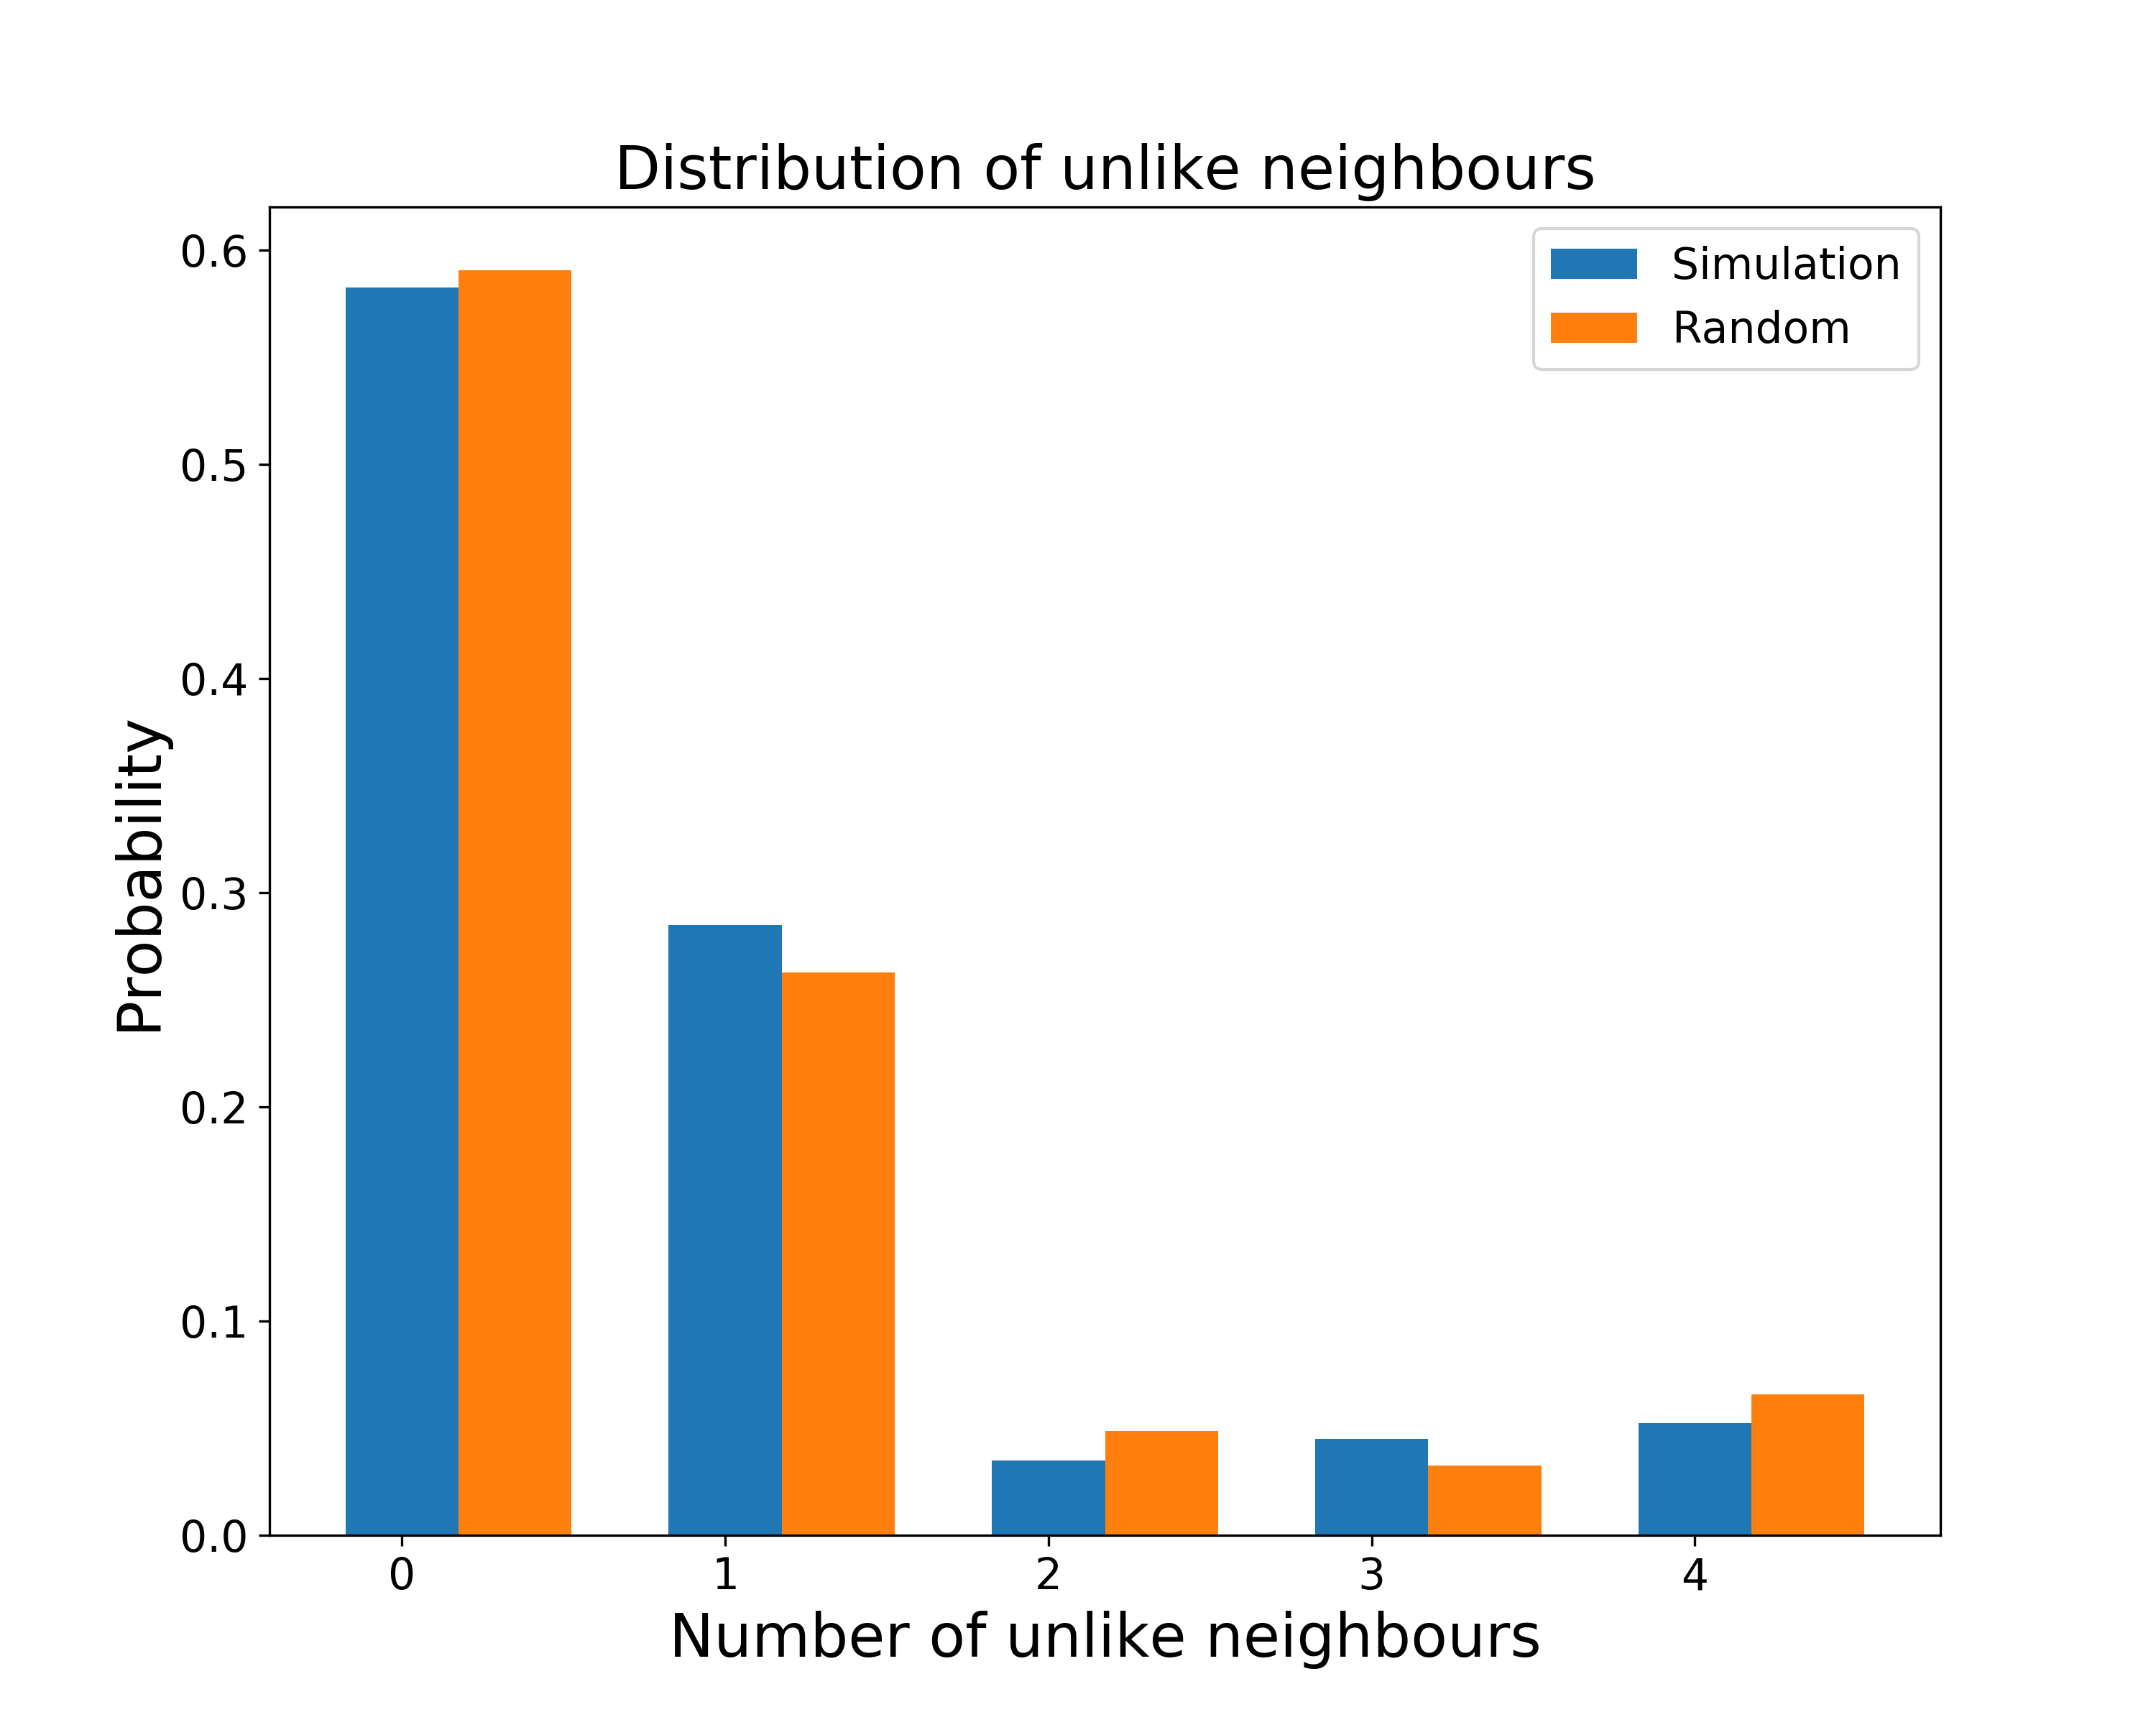 Distribution of unlike neighbours
Simulation
Random
0.6
0.5
0.4
0.3
0.2
0.1
0.0
Probability
0 1 2 3 4
Number of unlike neighbours